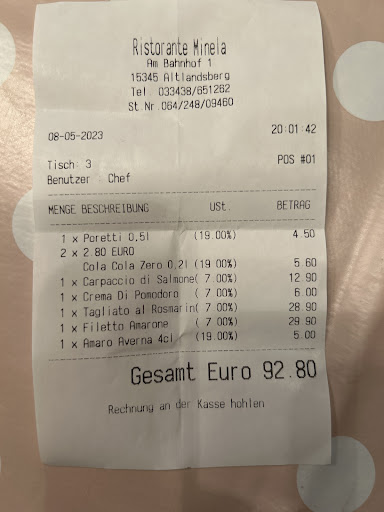 Ristorante Minela
Am Bahnhof 1
15345 Altlandsberg
Tel. 033438/651262
St.Nr.064/248/09460
08-05-2023 20:01:42
Tisch: 3 POS #01
Benutzer : Chef
MENGE BESCHREIBUNG USt. BETRAG
1 x Poretti 0,5l (19.00%) 4.50
2 x 2.80 EURO
Cola Cola Zero 0,2l (19.00%) 5.60
1 x Carpaccio di Salmone( 7.00%) 12.90
1 x Crema Di Pomodoro ( 7.00%) 6.00
1 x Tagliato al Rosmarin( 7.00%) 28.90
1 x Filetto Amarone ( 7.00%) 29.90
1 x Amaro Averna 4cl (19.00%) 5.00
Gesamt Euro 92.80
Rechnung an der Kasse hohlen